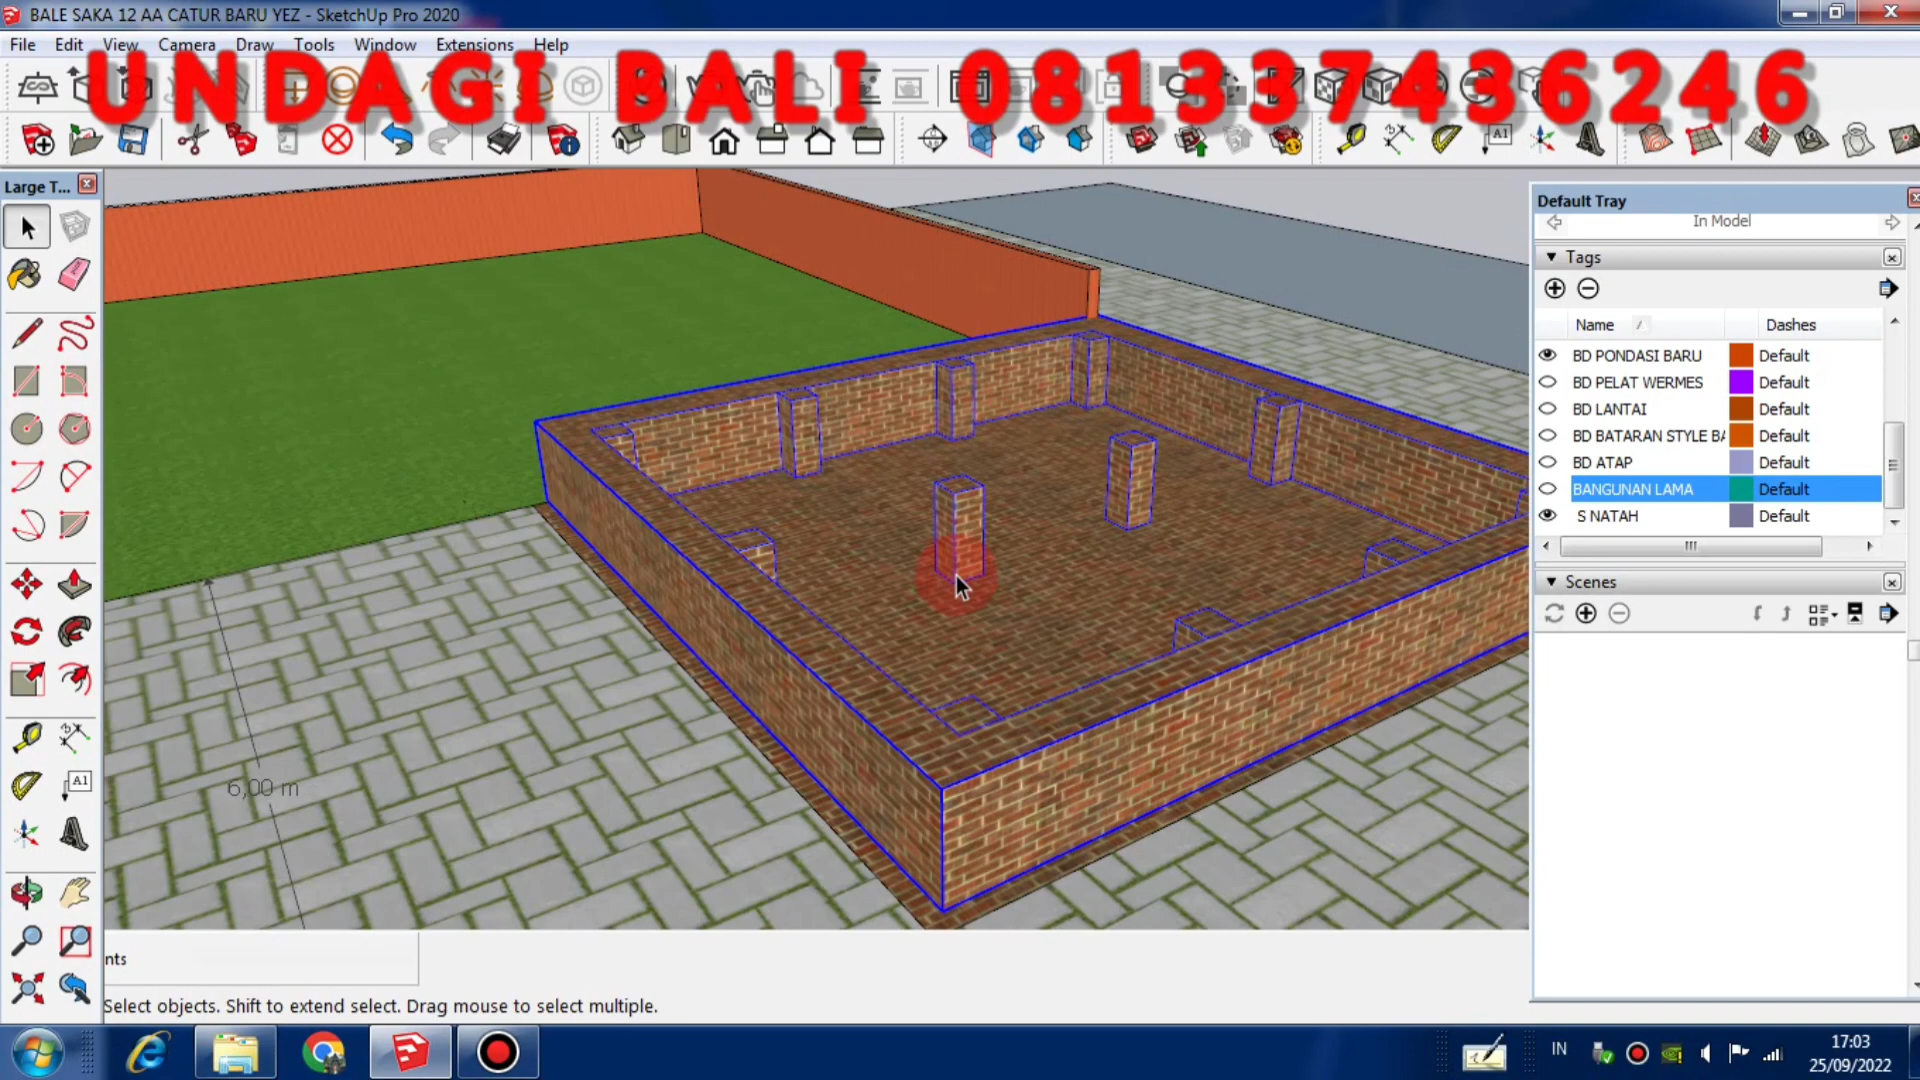 BALE SAKA 12 AA CATUR BARU YEZ - SketchUp Pro 2020
File Edit View Camera Draw Tools Window Extensions Help
UNDAGI BALI 081337436246
Large T...
A1
Default Tray
In Model
Tags
Name Dashes
BD PONDASI BARU Default
BD PELAT WERMES Default
BD LANTAI Default
BD BATARAN STYLE BA Default
BD ATAP Default
BANGUNAN LAMA Default
S NATAH Default
Scenes
A1
6,00 m
nts
Select objects. Shift to extend select. Drag mouse to select multiple.
IN
17:03
25/09/2022